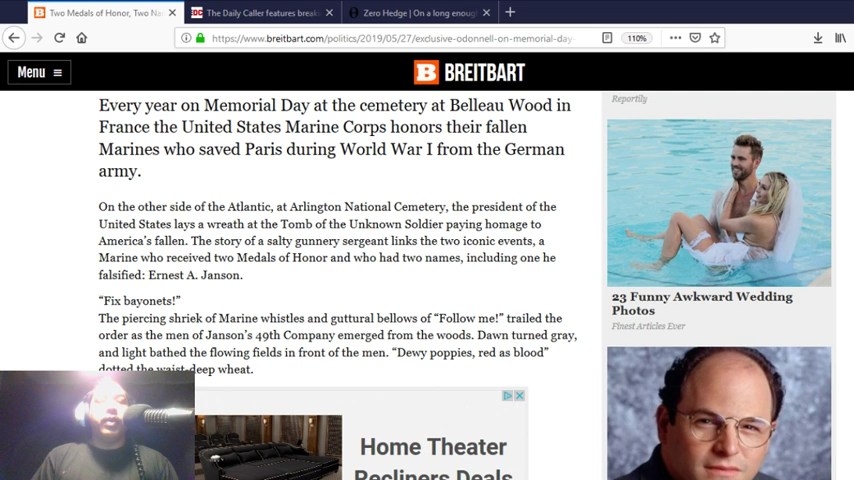 Two Medals of Honor, Two Na
The Daily Caller features break
Zero Hedge | On a long enoug
https://www.breitbart.com/politics/2019/05/27/exclusive-odonnell-on-memorial-day-
110%
Menu
B BREITBART
Every year on Memorial Day at the cemetery at Belleau Wood in
France the United States Marine Corps honors their fallen
Marines who saved Paris during World War I from the German
army.
On the other side of the Atlantic, at Arlington National Cemetery, the president of the
United States lays a wreath at the Tomb of the Unknown Soldier paying homage to
America’s fallen. The story of a salty gunnery sergeant links the two iconic events, a
Marine who received two Medals of Honor and who had two names, including one he
falsified: Ernest A. Janson.
“Fix bayonets!”
The piercing shriek of Marine whistles and guttural bellows of “Follow me!” trailed the
order as the men of Janson’s 49th Company emerged from the woods. Dawn turned gray,
and light bathed the flowing fields in front of the men. “Dewy poppies, red as blood”
dotted the waist-deep wheat.
Home Theater
Recliners Deals
Reportily
23 Funny Awkward Wedding
Photos
Finest Articles Ever